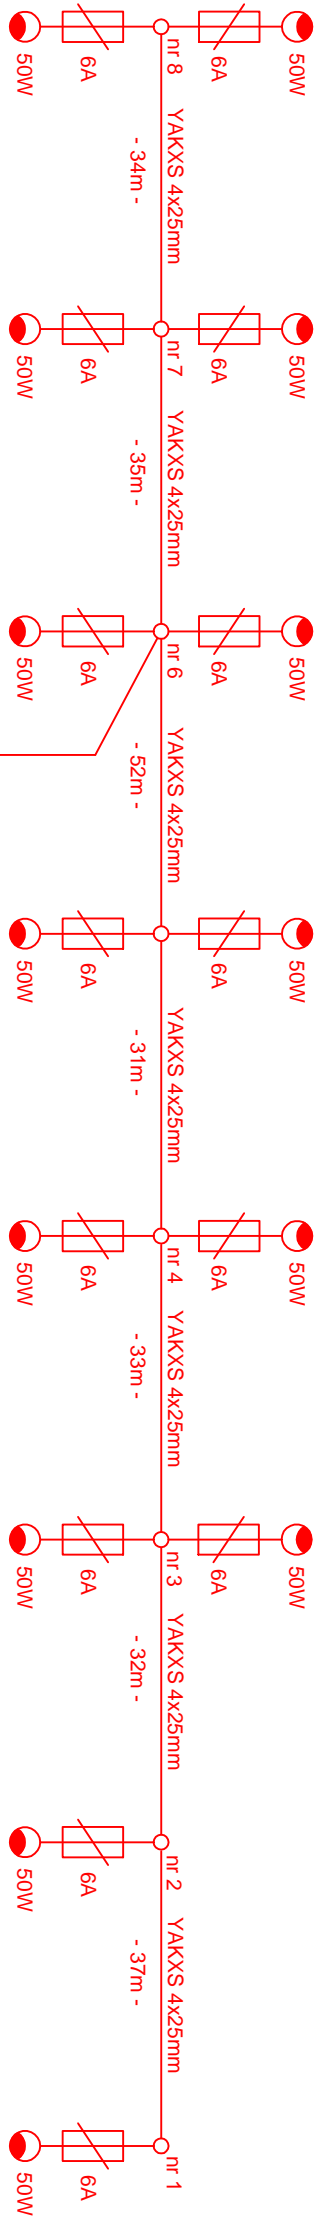 50W
6A
nr 8
6A
50W
YAKXS 4x25mm
- 34m -
50W
6A
nr 7
6A
50W
YAKXS 4x25mm
- 35m -
50W
6A
nr 6
6A
50W
YAKXS 4x25mm
- 52m -
50W
6A
6A
50W
YAKXS 4x25mm
- 31m -
50W
6A
nr 4
6A
50W
YAKXS 4x25mm
- 33m -
50W
6A
nr 3
6A
50W
YAKXS 4x25mm
- 32m -
nr 2
6A
50W
YAKXS 4x25mm
- 37m -
nr 1
6A
50W